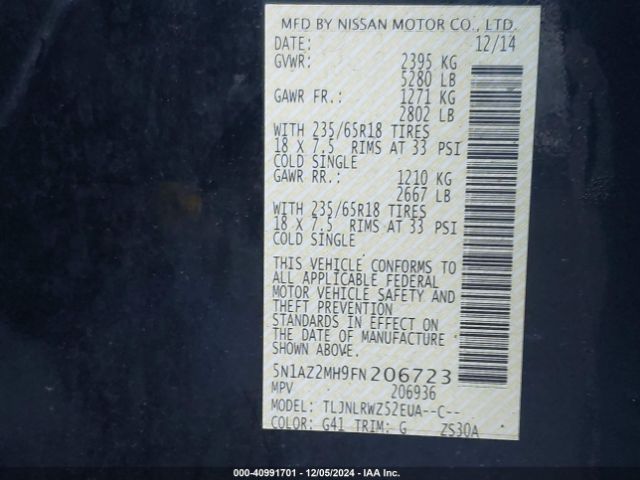 MFD BY NISSAN MOTOR CO., LTD.
DATE: 12/14
GVWR: 2395 KG
5280 LB
GAWR FR.: 1271 KG
2802 LB
WITH 235/65R18 TIRES
18 X 7.5 RIMS AT 33 PSI
COLD SINGLE
GAWR RR.: 1210 KG
2667 LB
WITH 235/65R18 TIRES
18 X 7.5 RIMS AT 33 PSI
COLD SINGLE
THIS VEHICLE CONFORMS TO
ALL APPLICABLE FEDERAL
MOTOR VEHICLE SAFETY AND
THEFT PREVENTION
STANDARDS IN EFFECT ON
THE DATE OF MANUFACTURE
SHOWN ABOVE.
5N1AZ2MH9FN206723
MPV 206936
MODEL: TLJNLRWZ52EUA--C--
COLOR: G41 TRIM: G ZS30A
000-40991701 - 12/05/2024 - IAA Inc.